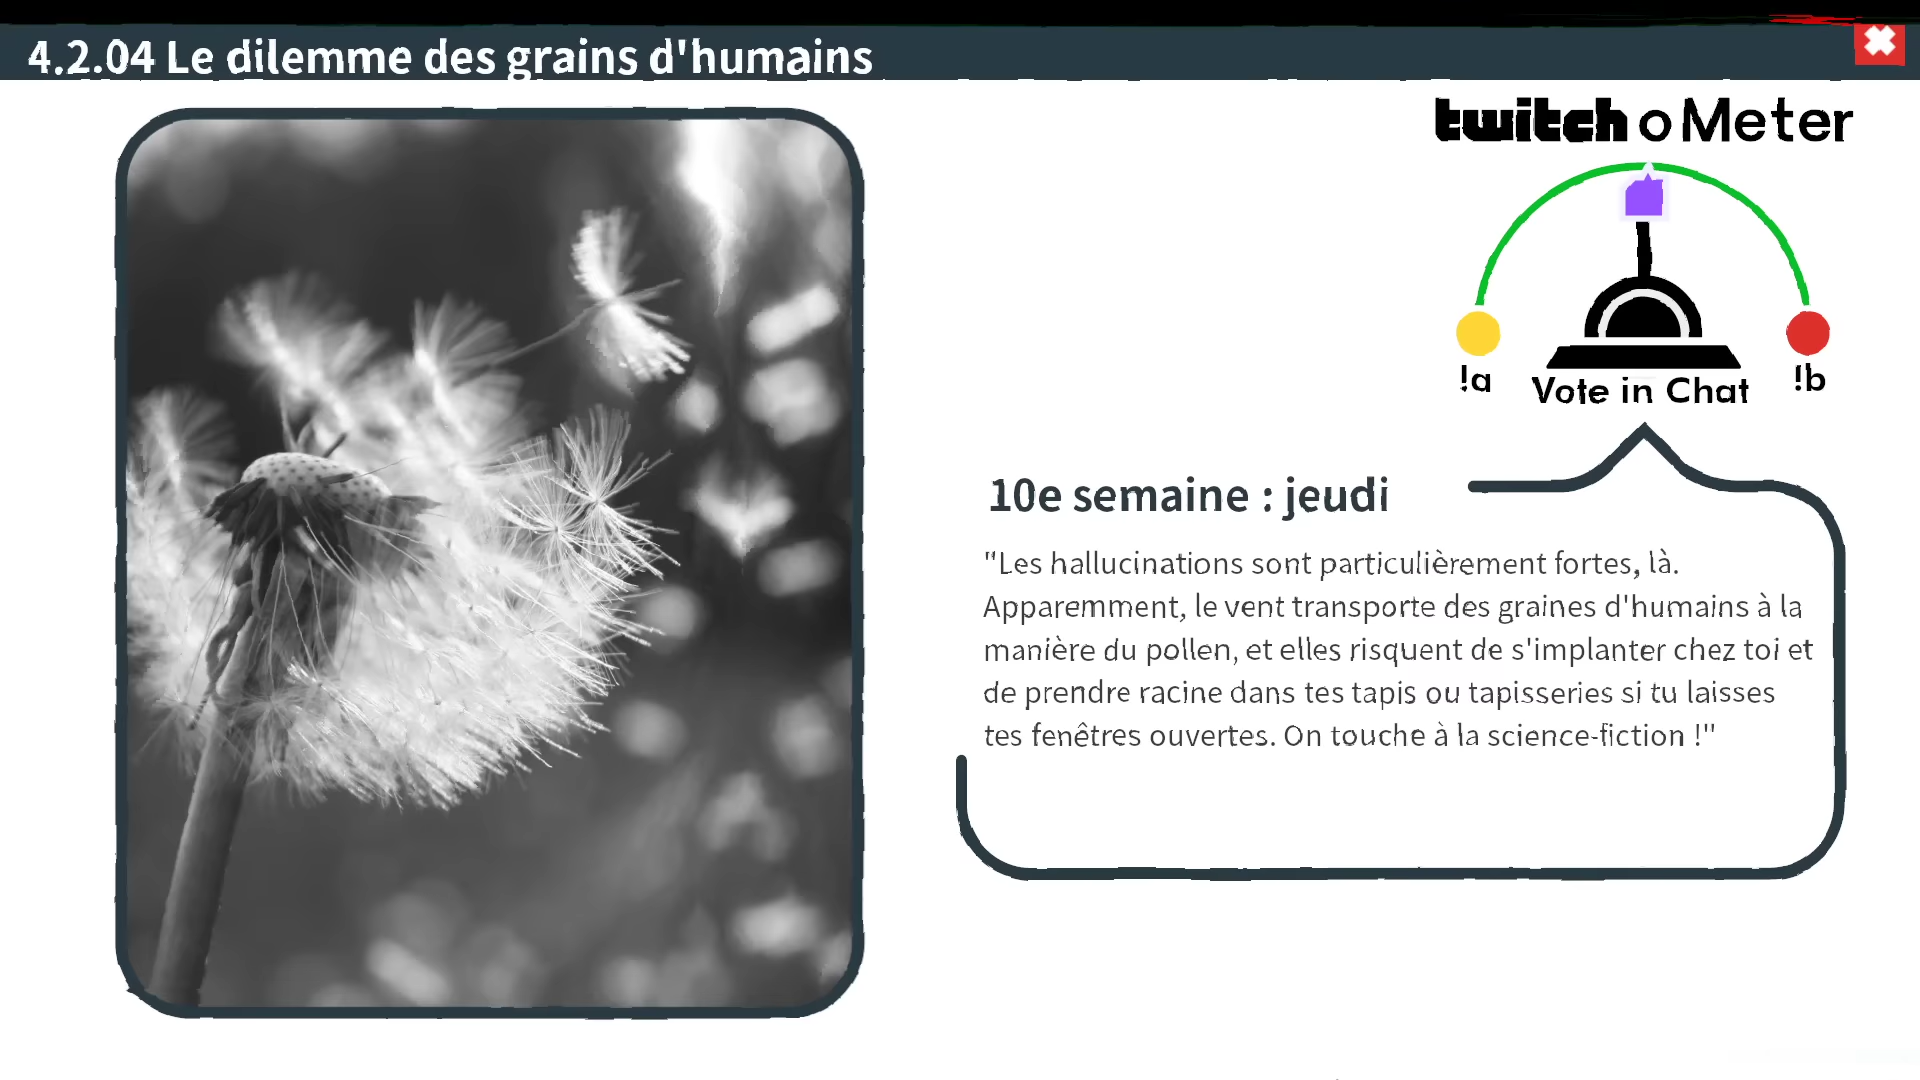 4.2.04 Le dilemme des grains d'humains
twitch o Meter
!a
Vote in Chat
!b
10e semaine : jeudi
"Les hallucinations sont particulièrement fortes, là.
Apparemment, le vent transporte des graines d'humains à la
manière du pollen, et elles risquent de s'implanter chez toi et
de prendre racine dans tes tapis ou tapisseries si tu laisses
tes fenêtres ouvertes. On touche à la science-fiction !"